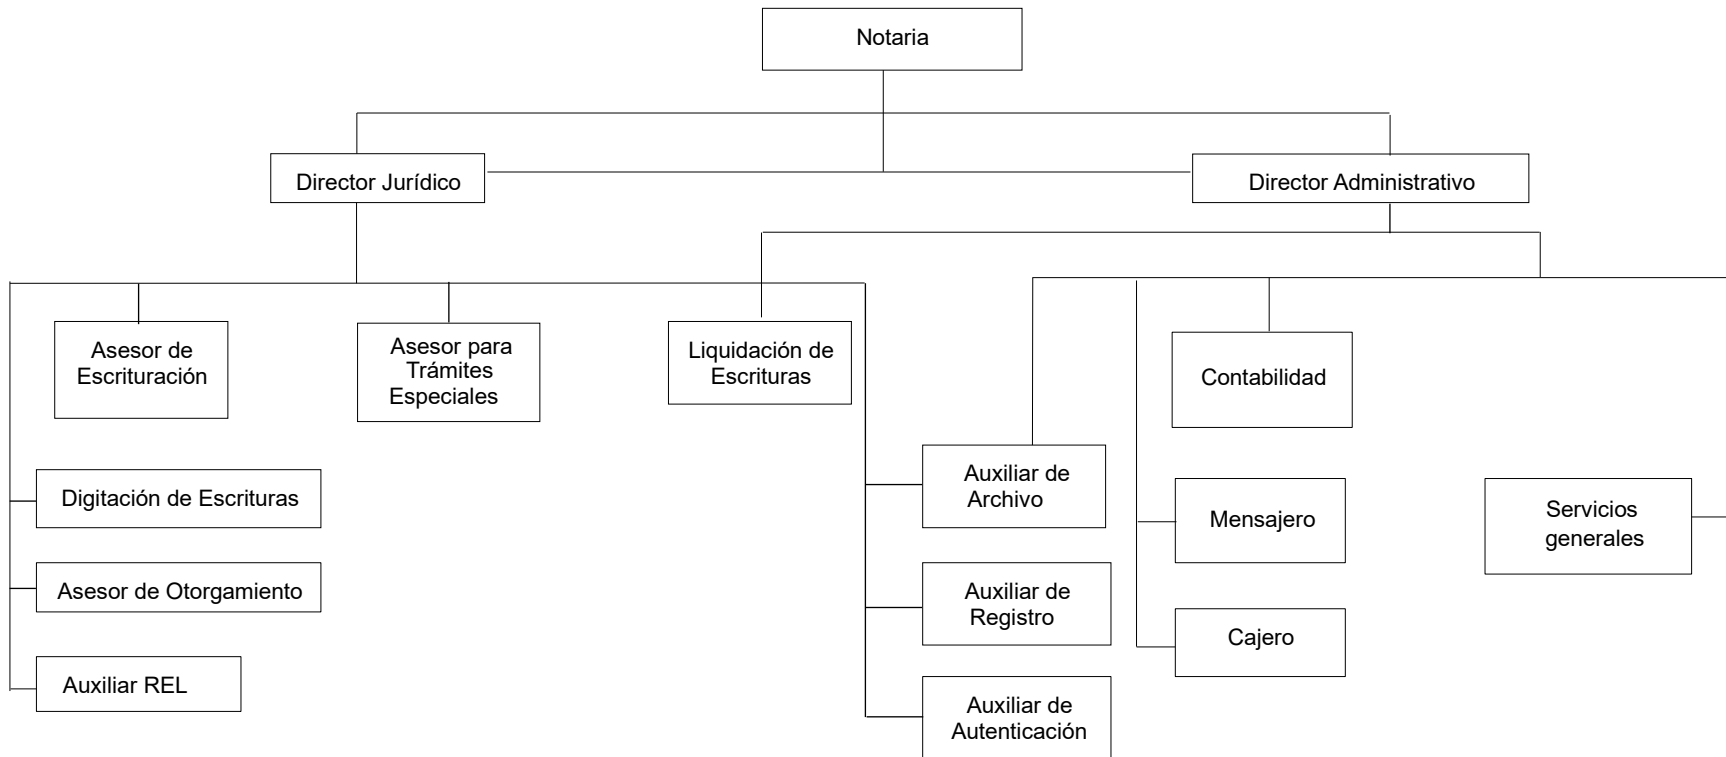 Notaria
Director Jurídico
Director Administrativo
Asesor de
Escrituración
Asesor para
Trámites
Especiales
Liquidación de
Escrituras
Contabilidad
Digitación de Escrituras
Asesor de Otorgamiento
Auxiliar REL
Auxiliar de
Archivo
Auxiliar de
Registro
Auxiliar de
Autenticación
Mensajero
Cajero
Servicios
generales